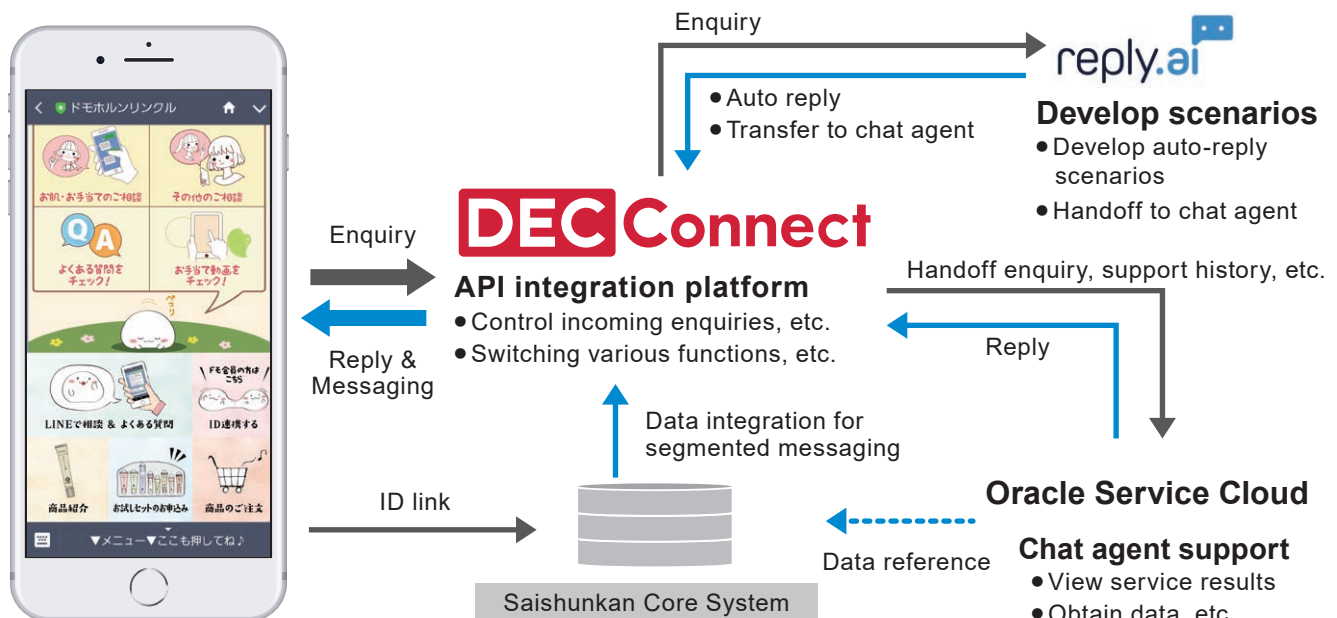 ドモホルンリンクル
お肌・お手当てのご相談
その他のご相談
Q A
よくある質問を
チェック!
お手当て動画を
チェック!
ペコリ
LINEで相談 & よくある質問
ドモ会員の方は
こちら
ID連携する
商品紹介
お試しセットのお申込み
商品のご注文
▼メニュー▼ここも押してね♪
Enquiry
Reply &
Messaging
ID link
Enquiry
• Auto reply
• Transfer to chat agent
reply.ai
Develop scenarios
• Develop auto-reply
scenarios
• Handoff to chat agent
DEC Connect
API integration platform
• Control incoming enquiries, etc.
• Switching various functions, etc.
Handoff enquiry, support history, etc.
Reply
Data integration for
segmented messaging
Saishunkan Core System
Data reference
Oracle Service Cloud
Chat agent support
• View service results
• Obtain data, etc.